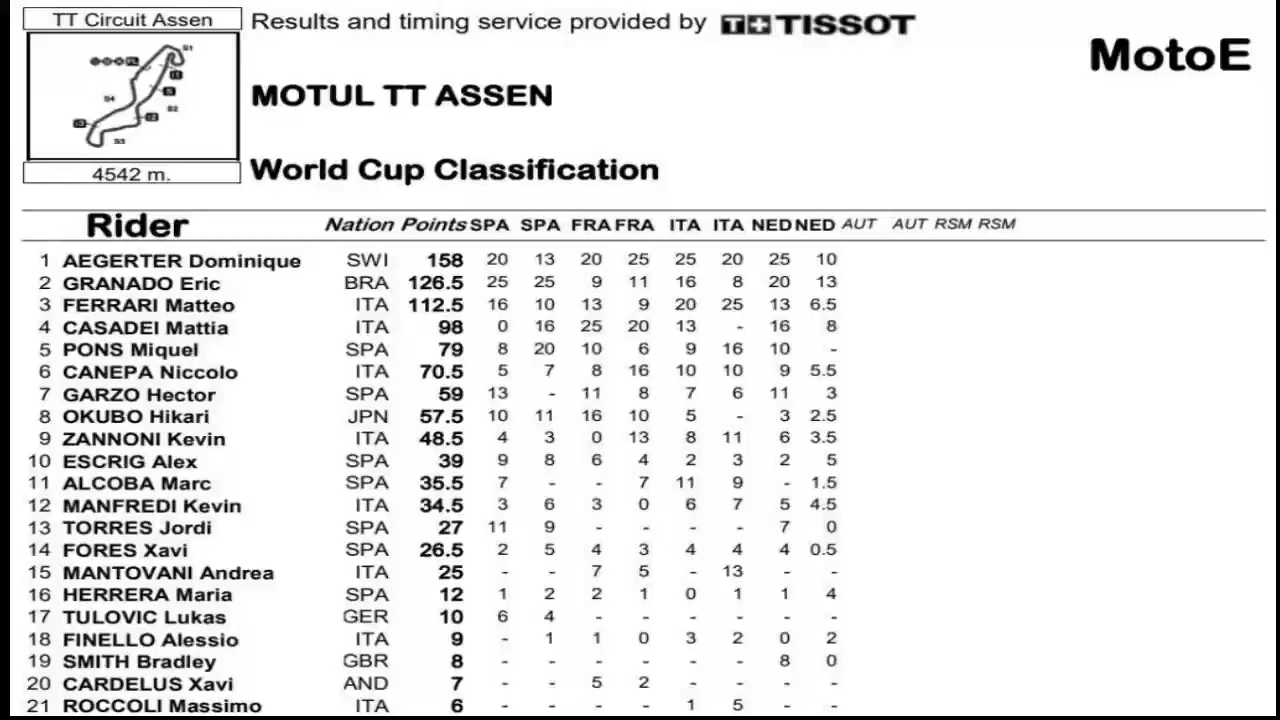 TT Circuit Assen
Results and timing service provided by T+ TISSOT
MotoE
MOTUL TT ASSEN
4542 m.
World Cup Classification
Rider Nation Points SPA SPA FRA FRA ITA ITA NED NED AUT AUT RSM RSM
1 AEGERTER Dominique SWI 158 20 13 20 25 25 20 25 10
2 GRANADO Eric BRA 126.5 25 25 9 11 16 8 20 13
3 FERRARI Matteo ITA 112.5 16 10 13 9 20 25 13 6.5
4 CASADEI Mattia ITA 98 0 16 25 20 13 - 16 8
5 PONS Miquel SPA 79 8 20 10 6 9 16 10 -
6 CANEPA Niccolo ITA 70.5 5 7 8 16 10 10 9 5.5
7 GARZO Hector SPA 59 13 - 11 8 7 6 11 3
8 OKUBO Hikari JPN 57.5 10 11 16 10 5 - 3 2.5
9 ZANNONI Kevin ITA 48.5 4 3 0 13 8 11 6 3.5
10 ESCRIG Alex SPA 39 9 8 6 4 2 3 2 5
11 ALCOBA Marc SPA 35.5 7 - - 7 11 9 - 1.5
12 MANFREDI Kevin ITA 34.5 3 6 3 0 6 7 5 4.5
13 TORRES Jordi SPA 27 11 9 - - - - 7 0
14 FORES Xavi SPA 26.5 2 5 4 3 4 4 4 0.5
15 MANTOVANI Andrea ITA 25 - - 7 5 - 13 - -
16 HERRERA Maria SPA 12 1 2 2 1 0 1 1 4
17 TULOVIC Lukas GER 10 6 4 - - - - - -
18 FINELLO Alessio ITA 9 - 1 1 0 3 2 0 2
19 SMITH Bradley GBR 8 - - - - - - 8 0
20 CARDELUS Xavi AND 7 - - 5 2 - - - -
21 ROCCOLI Massimo ITA 6 - - - - 1 5 - -